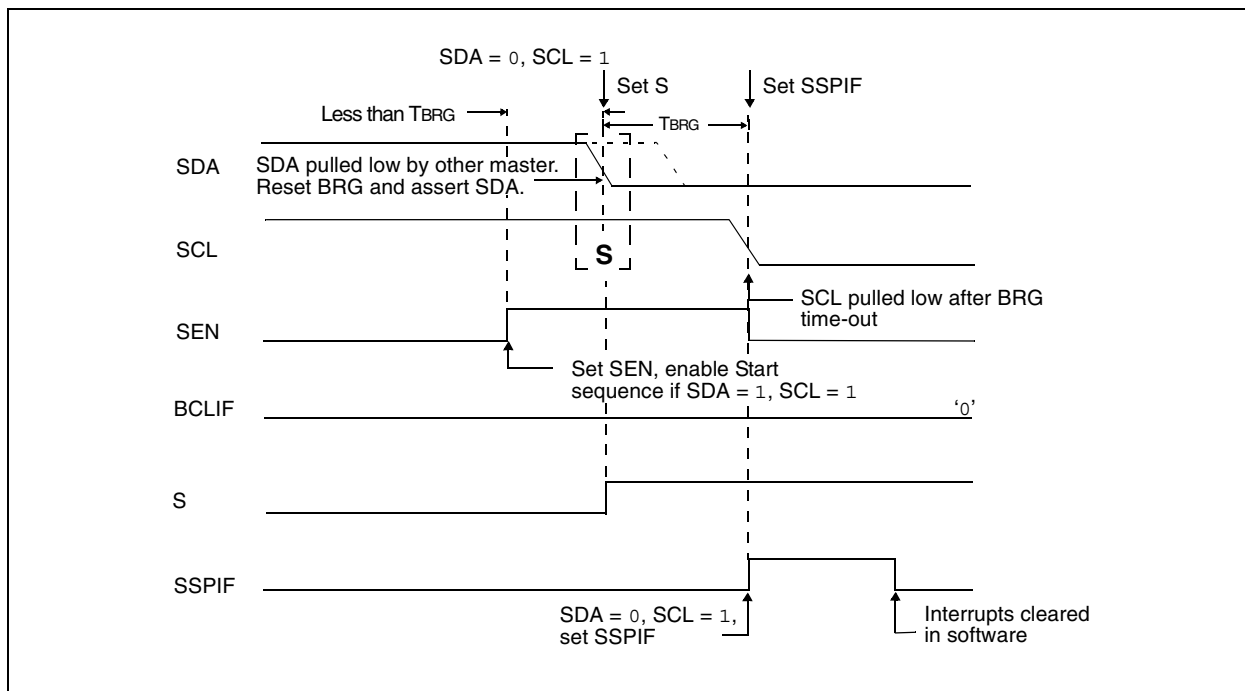 SDA = 0, SCL = 1
Set S
Set SSPIF
Less than TBRG
TBRG
SDA
SDA pulled low by other master.
Reset BRG and assert SDA.
SCL
S
SCL pulled low after BRG
time-out
SEN
Set SEN, enable Start
sequence if SDA = 1, SCL = 1
BCLIF
‘0’
S
SSPIF
SDA = 0, SCL = 1,
set SSPIF
Interrupts cleared
in software